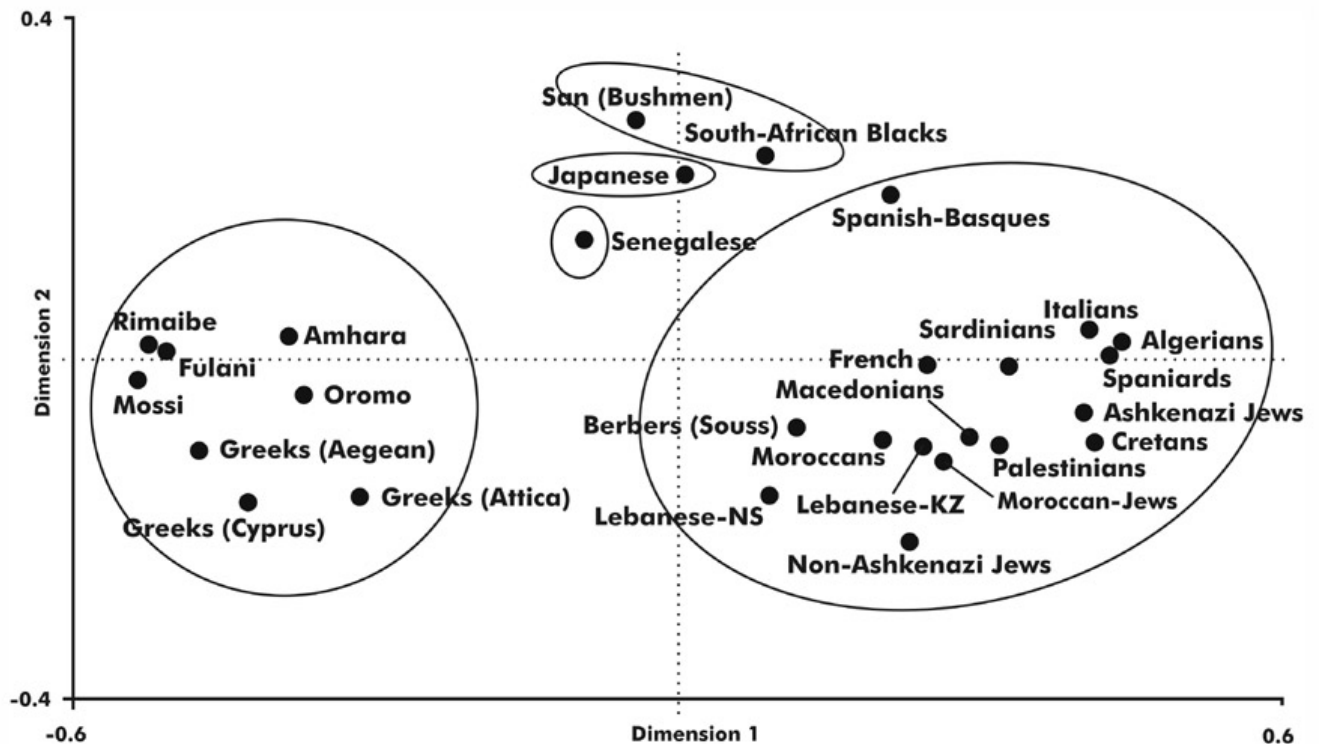 0.4
San (Bushmen)
South-African Blacks
Japanese
Spanish-Basques
Senegalese
Italians
Rimaibe
Sardinians
Amhara
Algerians
French
Fulani
Spaniards
Macedonians
Oromo
Mossi
Ashkenazi Jews
Berbers (Souss)
Cretans
Greeks (Aegean)
Moroccans
Palestinians
Greeks (Attica)
Moroccan-Jews
Lebanese-KZ
Lebanese-NS
Greeks (Cyprus)
Non-Ashkenazi Jews
Dimension 2
-0.4
-0.6
Dimension 1
0.6